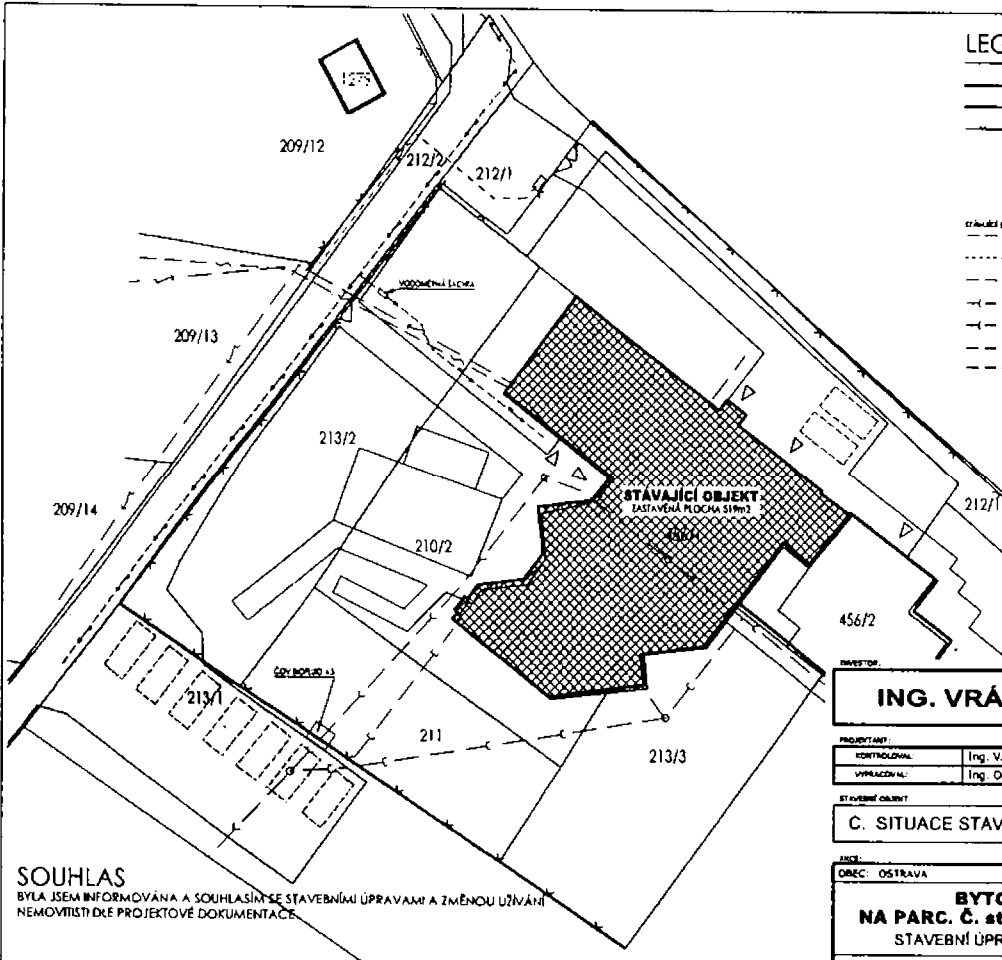 LEG
1279
209/12
212/2
212/1
VODOMĚRNÁ ŠACHTA
209/13
213/2
STÁVAJÍCÍ OBJEKT
ZASTAVĚNÁ PLOCHA 519m2
209/14
210/2
212/1
456/2
213/1
211
213/3
INVESTOR:
ING. VRÁ
PROJEKTANT:
KONTROLOVAL: Ing. V.
VYPRACOVAL: Ing. O
STAVEBNÍ OBJEKT
C. SITUACE STAV
AKCE:
OBEC: OSTRAVA
BYTO
NA PARC. Č. st
STAVEBNÍ ÚPR
SOUHLAS
BYLA JSEM INFORMOVÁNA A SOUHLASÍM SE STAVEBNÍMI ÚPRAVAMI A ZMĚNOU UŽÍVÁNÍ
NEMOVITISTI DLE PROJEKTOVÉ DOKUMENTACE